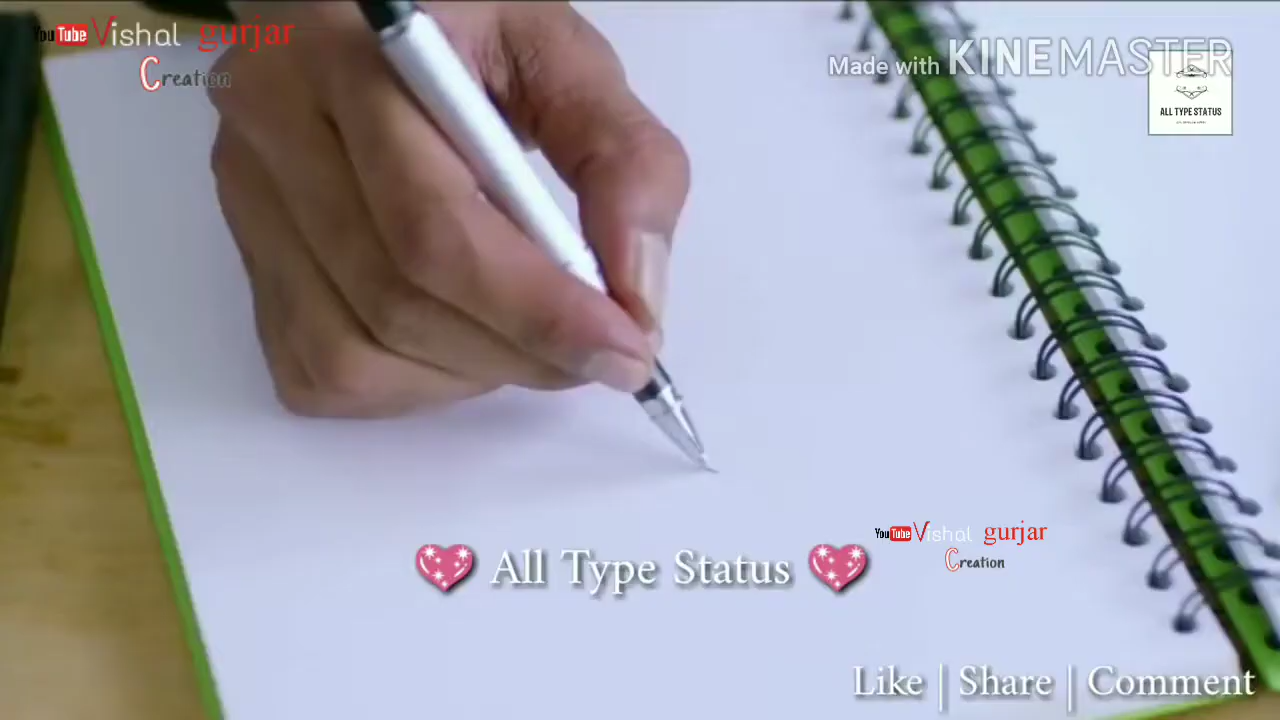 YouTube Vishal gurjar
Creation
Made with KINEMASTER
ALL TYPE STATUS
All Type Status
YouTube Vishal gurjar
Creation
Like | Share | Comment